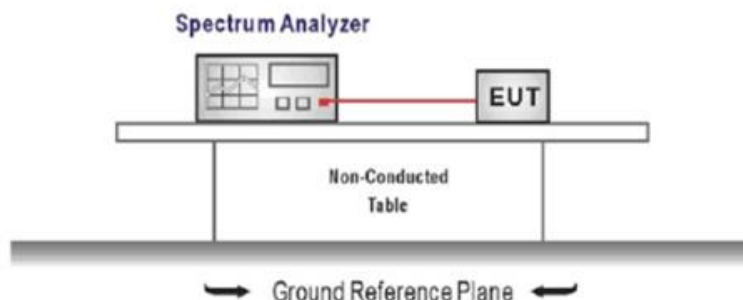 Spectrum Analyzer
EUT
Non-Conducted
Table
Ground Reference Plane